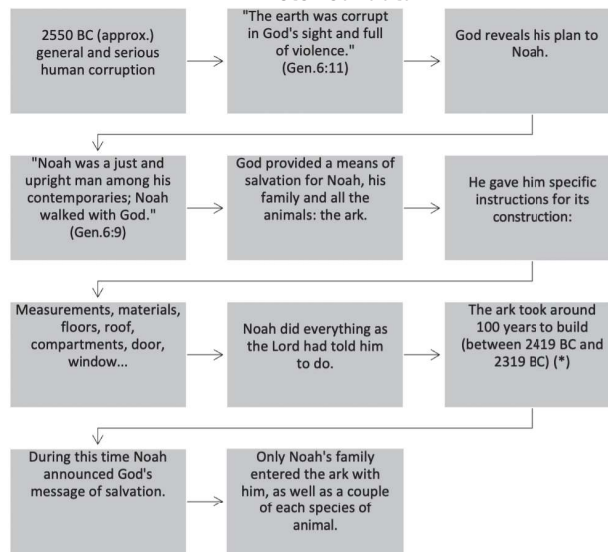 2550 BC (approx.)
general and serious
human corruption
"The earth was corrupt
in God's sight and full
of violence."
(Gen.6:11)
God reveals his plan to
Noah.
"Noah was a just and
upright man among his
contemporaries; Noah
walked with God."
(Gen.6:9)
God provided a means of
salvation for Noah, his
family and all the
animals: the ark.
He gave him specific
instructions for its
construction:
Measurements, materials,
floors, roof,
compartments, door,
window...
Noah did everything as
the Lord had told him
to do.
The ark took around
100 years to build
(between 2419 BC and
2319 BC) (*)
During this time Noah
announced God's
message of salvation.
Only Noah's family
entered the ark with
him, as well as a couple
of each species of
animal.